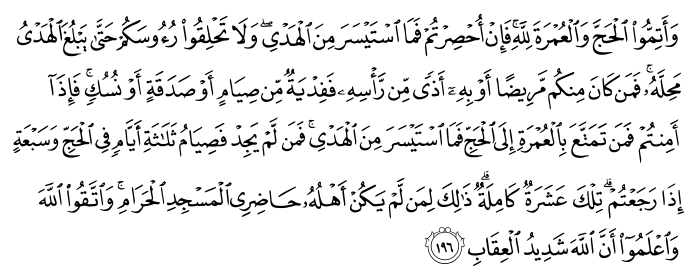 وَأَتِمُّوا۟ ٱلْحَجَّ وَٱلْعُمْرَةَ لِلَّهِ ۚ فَإِنْ أُحْصِرْتُمْ فَمَا ٱسْتَيْسَرَ مِنَ ٱلْهَدْىِ ۖ وَلَا تَحْلِقُوا۟ رُءُوسَكُمْ حَتَّىٰ يَبْلُغَ ٱلْهَدْىُ
مَحِلَّهُۥ ۚ فَمَن كَانَ مِنكُم مَّرِيضًا أَوْ بِهِۦٓ أَذًى مِّن رَّأْسِهِۦ فَفِدْيَةٌ مِّن صِيَامٍ أَوْ صَدَقَةٍ أَوْ نُسُكٍ ۚ فَإِذَآ
أَمِنتُمْ فَمَن تَمَتَّعَ بِٱلْعُمْرَةِ إِلَى ٱلْحَجِّ فَمَا ٱسْتَيْسَرَ مِنَ ٱلْهَدْىِ ۚ فَمَن لَّمْ يَجِدْ فَصِيَامُ ثَلَٰثَةِ أَيَّامٍ فِى ٱلْحَجِّ وَسَبْعَةٍ
إِذَا رَجَعْتُمْ ۗ تِلْكَ عَشَرَةٌ كَامِلَةٌ ۗ ذَٰلِكَ لِمَن لَّمْ يَكُنْ أَهْلُهُۥ حَاضِرِى ٱلْمَسْجِدِ ٱلْحَرَامِ ۚ وَٱتَّقُوا۟ ٱللَّهَ
وَٱعْلَمُوٓا۟ أَنَّ ٱللَّهَ شَدِيدُ ٱلْعِقَابِ ١٩٦